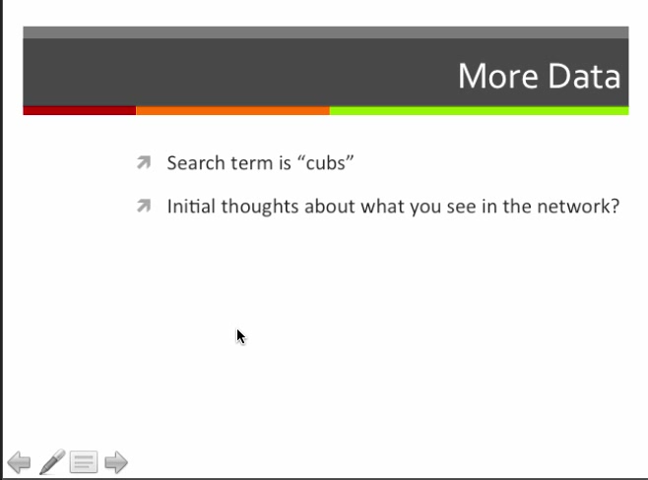 More Data
Search term is “cubs”
Initial thoughts about what you see in the network?